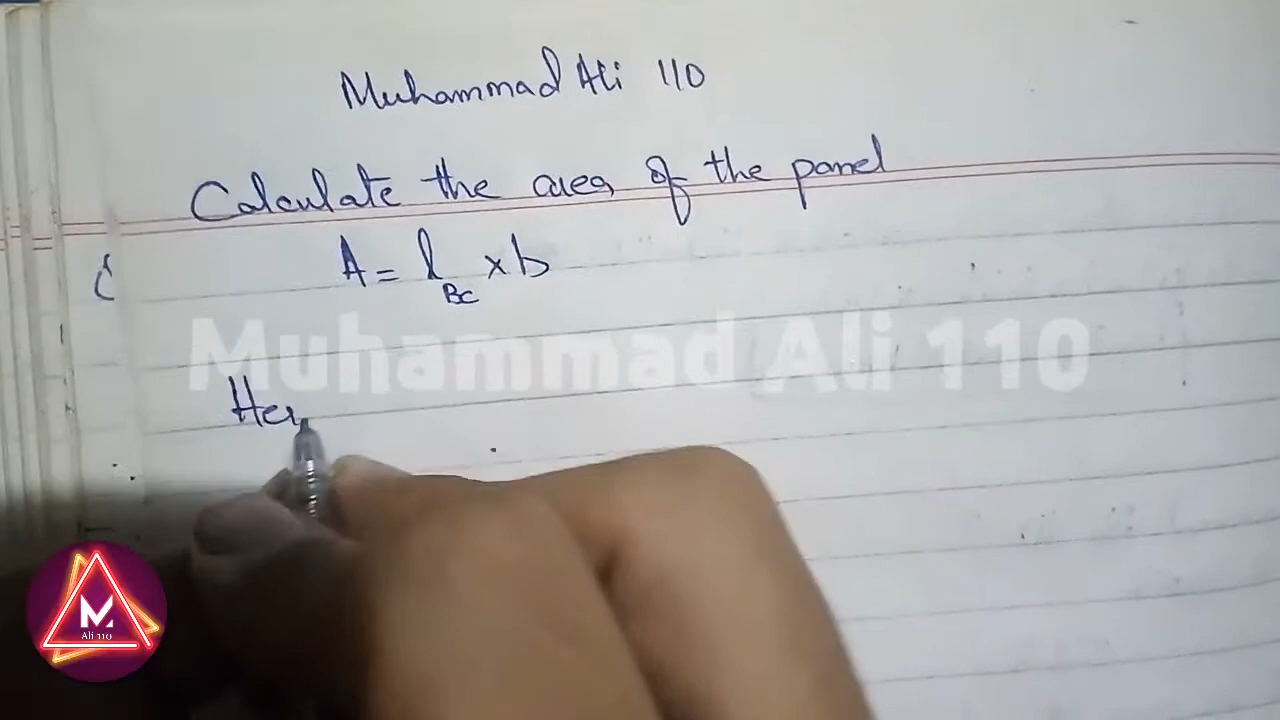 Muhammad Ali 110
Calculate the area of the panel
A = l_BC × b
Muhammad Ali 110
Her
M
Ali 110